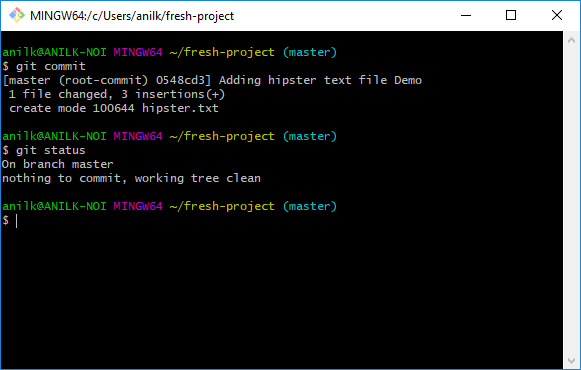 MINGW64:/c/Users/anilk/fresh-project
anilk@ANILK-NOI MINGW64 ~/fresh-project (master)
$ git commit
[master (root-commit) 0548cd3] Adding hipster text file Demo
 1 file changed, 3 insertions(+)
 create mode 100644 hipster.txt
anilk@ANILK-NOI MINGW64 ~/fresh-project (master)
$ git status
On branch master
nothing to commit, working tree clean
anilk@ANILK-NOI MINGW64 ~/fresh-project (master)
$